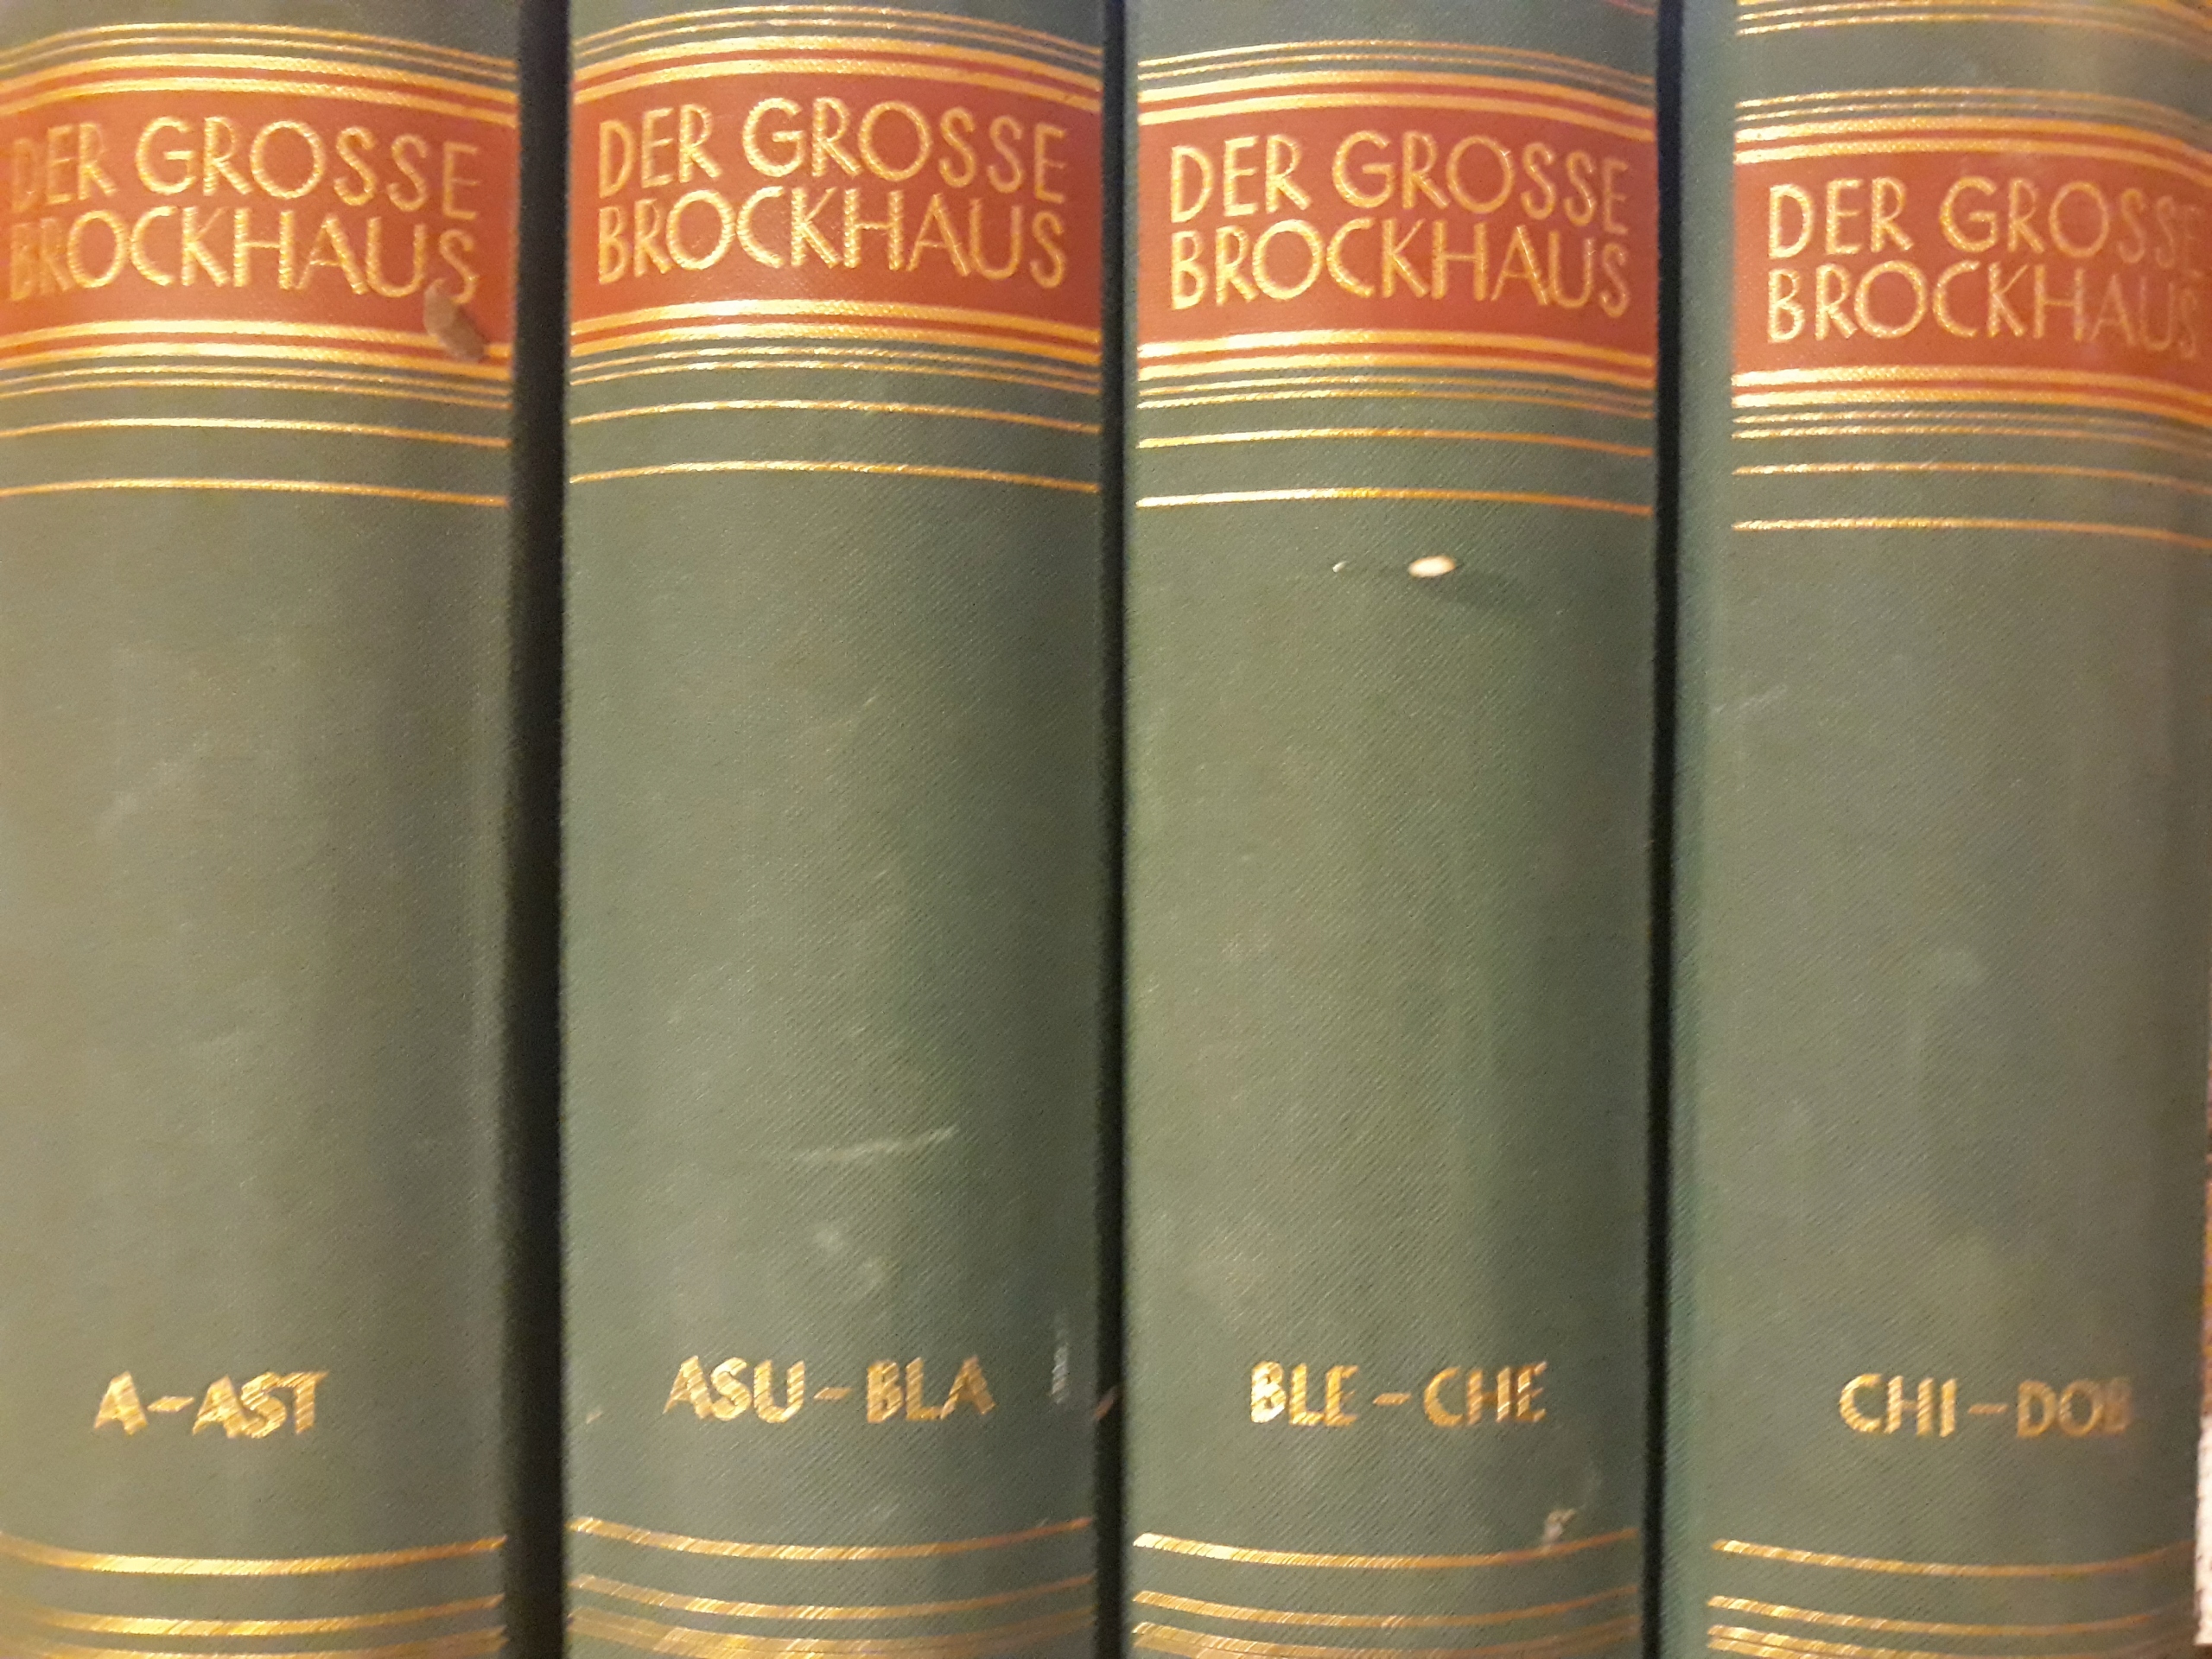 DER GROSSE
BROCKHAUS
A-AST
DER GROSSE
BROCKHAUS
ASU-BLA
DER GROSSE
BROCKHAUS
BLE-CHE
DER GROSSE
BROCKHAUS
CHI-DOB